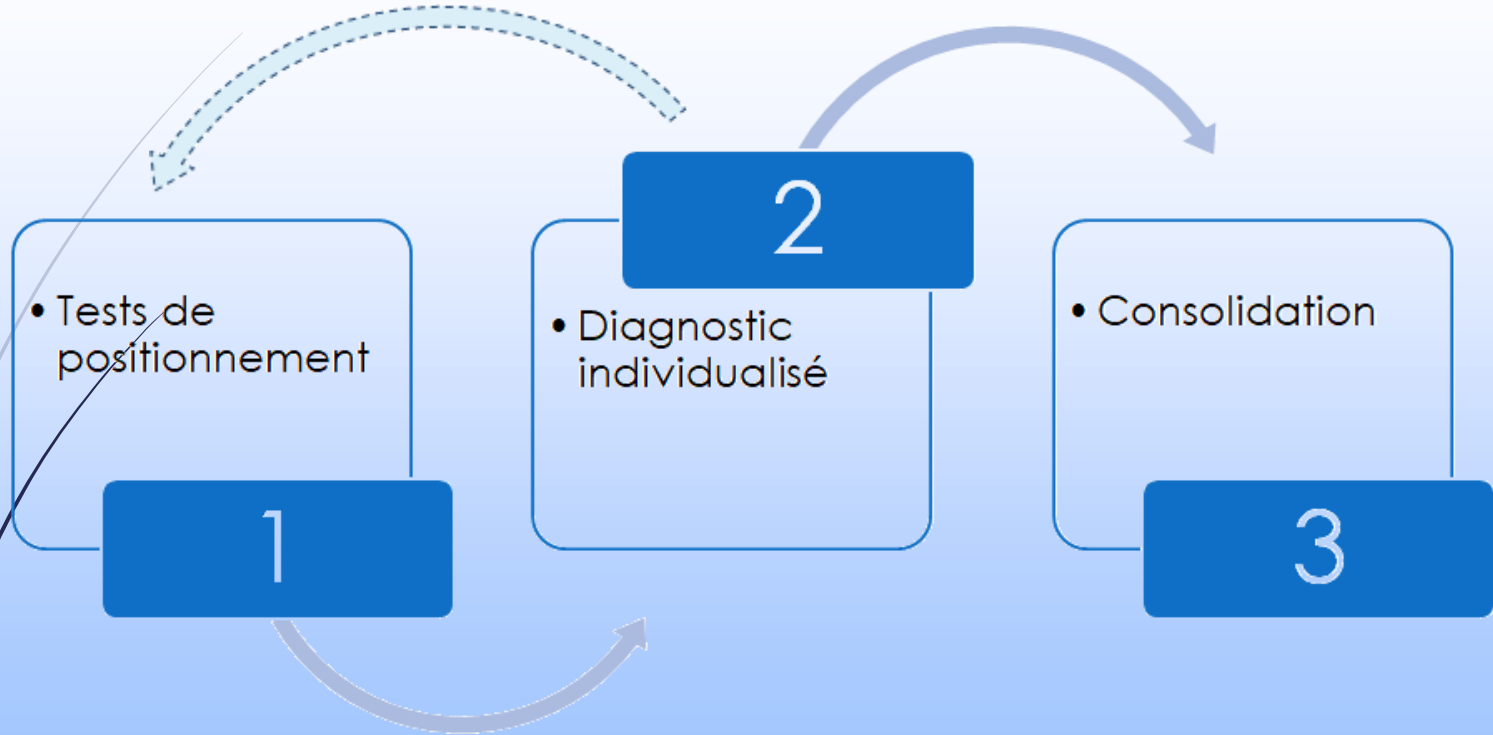 • Tests de
positionnement
1
2
• Diagnostic
individualisé
• Consolidation
3